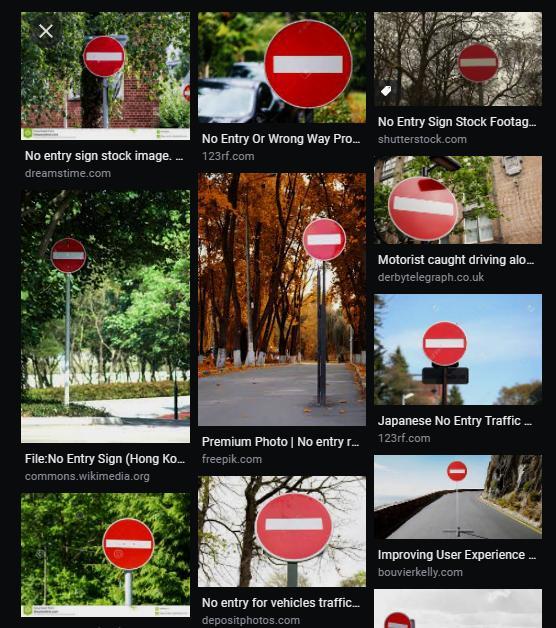 No entry sign stock image. ...
dreamstime.com
No Entry Or Wrong Way Pro...
123rf.com
No Entry Sign Stock Footag...
shutterstock.com
Motorist caught driving alo...
derbytelegraph.co.uk
File:No Entry Sign (Hong Ko...
commons.wikimedia.org
Premium Photo | No entry r...
freepik.com
Japanese No Entry Traffic ...
123rf.com
Improving User Experience ...
bouvierkelly.com
No entry for vehicles traffic...
depositphotos.com